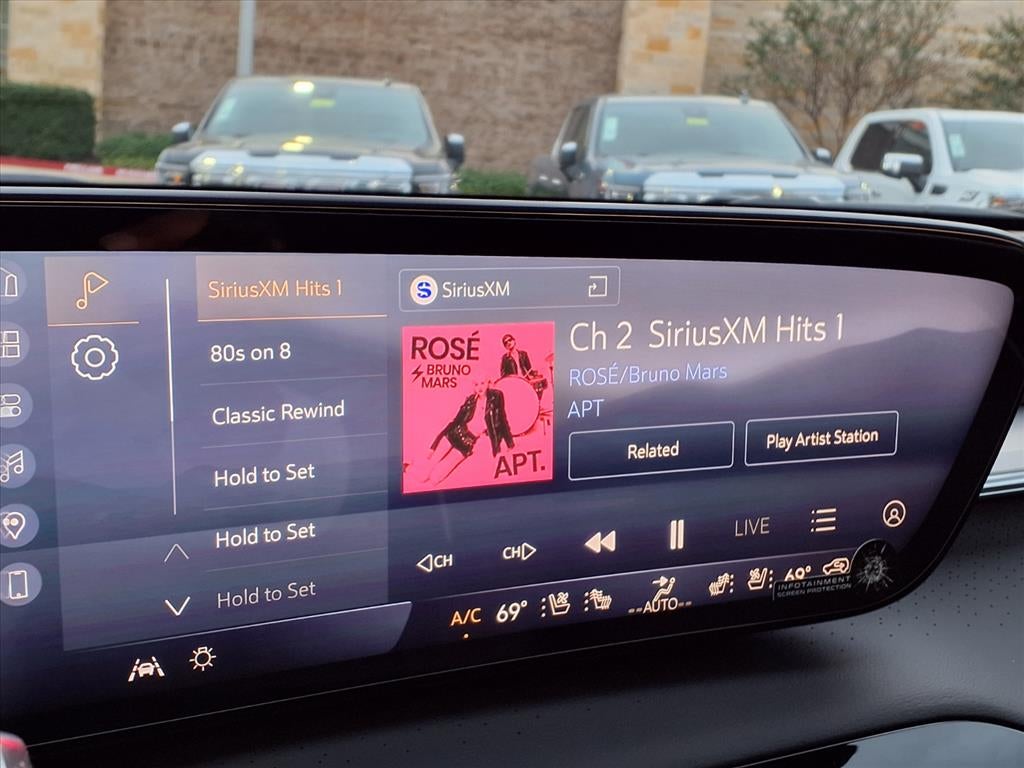 SiriusXM Hits 1
80s on 8
Classic Rewind
Hold to Set
Hold to Set
Hold to Set
SiriusXM
ROSÉ
BRUNO
MARS
APT.
Ch 2 SiriusXM Hits 1
ROSÉ/Bruno Mars
APT
Related
Play Artist Station
CH
CH
LIVE
A/C 69°
AUTO
69°
INFOTAINMENT
SCREEN PROTECTION